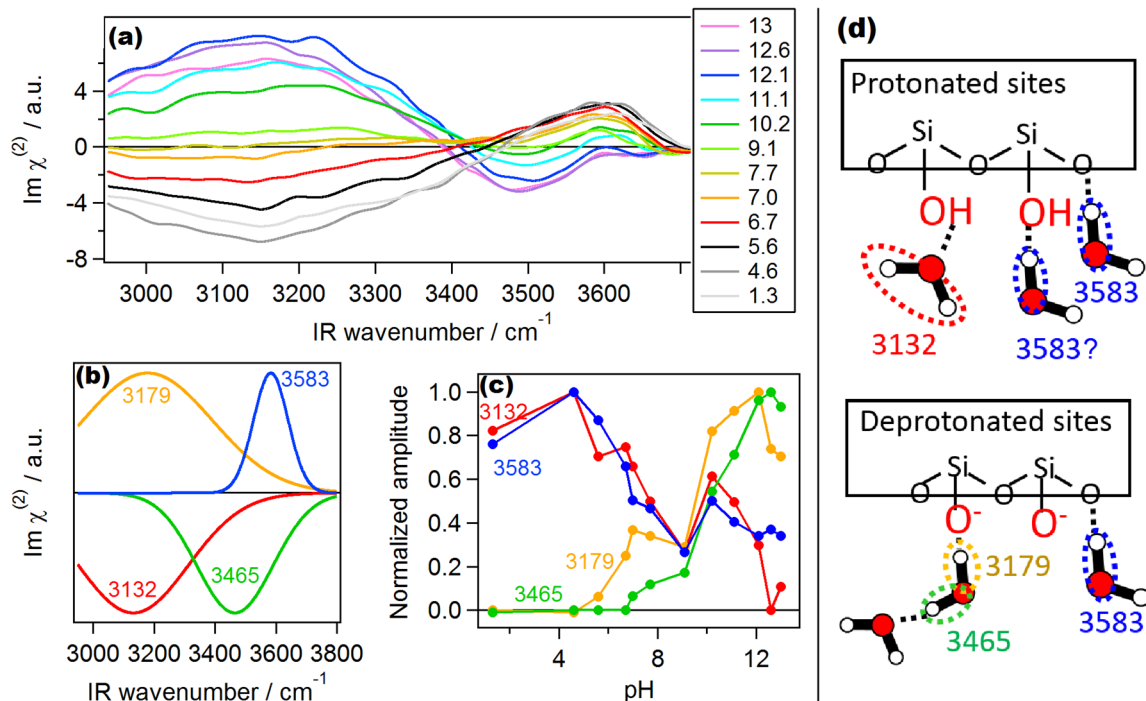 (a)
Im χ(2) / a.u.
4
0
-4
-8
3000 3100 3200 3300 3400 3500 3600
IR wavenumber / cm-1
13
12.6
12.1
11.1
10.2
9.1
7.7
7.0
6.7
5.6
4.6
1.3
(b)
Im χ(2) / a.u.
3179
3583
3132
3465
3000 3200 3400 3600 3800
IR wavenumber / cm-1
(c)
Normalized amplitude
1.0
0.8
0.6
0.4
0.2
0.0
3132
3583
3179
3465
4 8 12
pH
(d)
Protonated sites
Si Si
O O O
OH OH
3583
3132 3583?
Deprotonated sites
Si Si
O O O
O- O-
3179
3465 3583